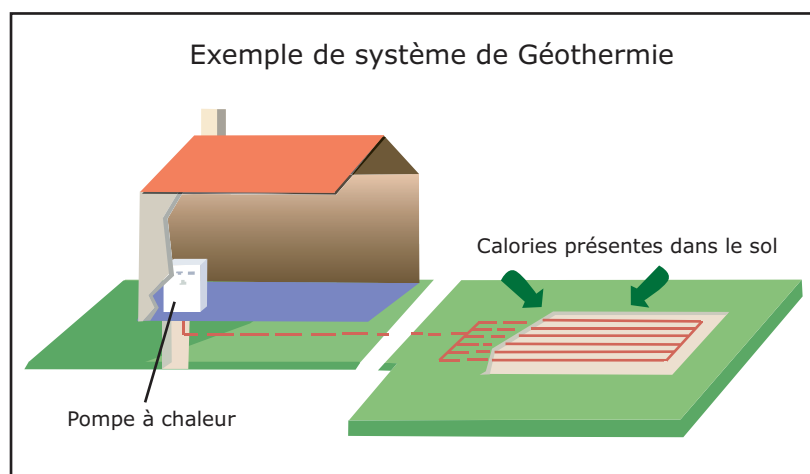 Exemple de système de Géothermie
Calories présentes dans le sol
Pompe à chaleur